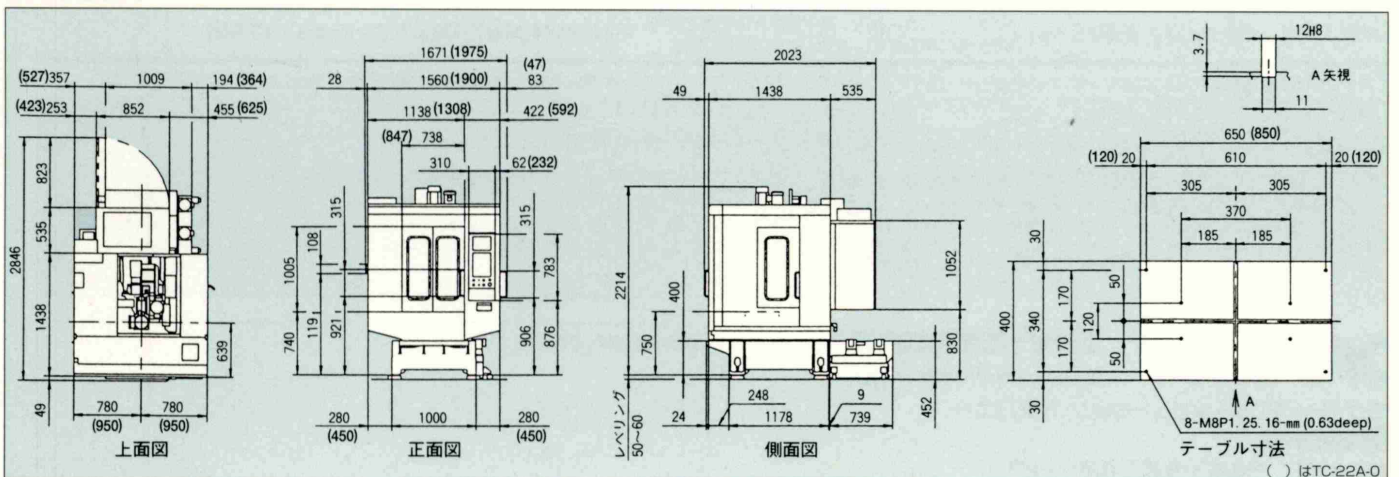 (527) 357 1009 194 (364)
(423) 253 852 455 (625)
823
535
2846
1438
639
49
780 780
(950) (950)
上面図
1671 (1975)
(47)
28 1560 (1900) 83
1138 (1308) 422 (592)
(847) 738
310 62 (232)
315
108
1005
119
740
921
315
783
906
876
280 1000 280
(450) (450)
正面図
2023
49 1438 535
2214
400
750
1052
830
452
レベリング
50~60
248 9
24 1178 739
側面図
12H8
3.7
A矢視
11
650 (850)
(120) 20 610 20 (120)
305 305
370
185 185
30
50
170
400
340
120
170
50
30
A
8-M8P1. 25. 16-mm (0.63deep)
テーブル寸法
( ) はTC-22A-O